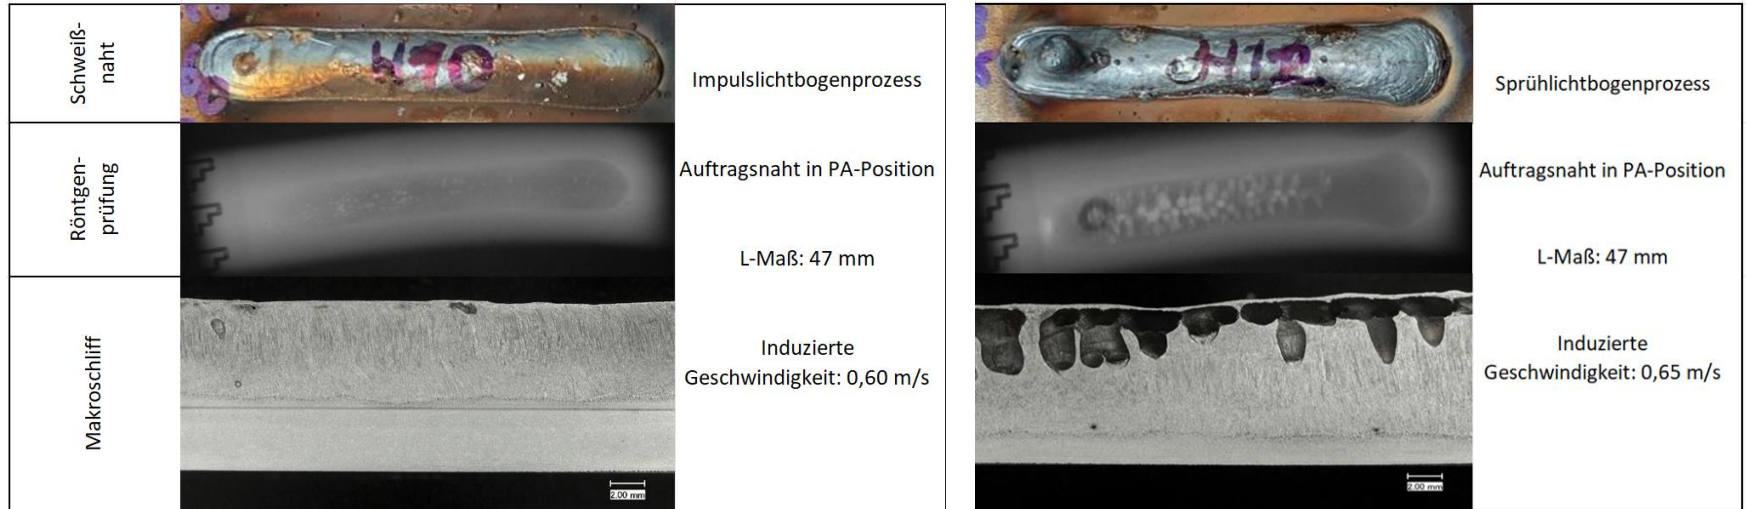 Schweiß-
naht
H10
Impulslichtbogenprozess
H11
Sprühlichtbogenprozess
Röntgen-
prüfung
Auftragsnaht in PA-Position
Auftragsnaht in PA-Position
L-Maß: 47 mm
L-Maß: 47 mm
Makroschliff
Induzierte
Geschwindigkeit: 0,60 m/s
Induzierte
Geschwindigkeit: 0,65 m/s
2.00 mm
2.00 mm